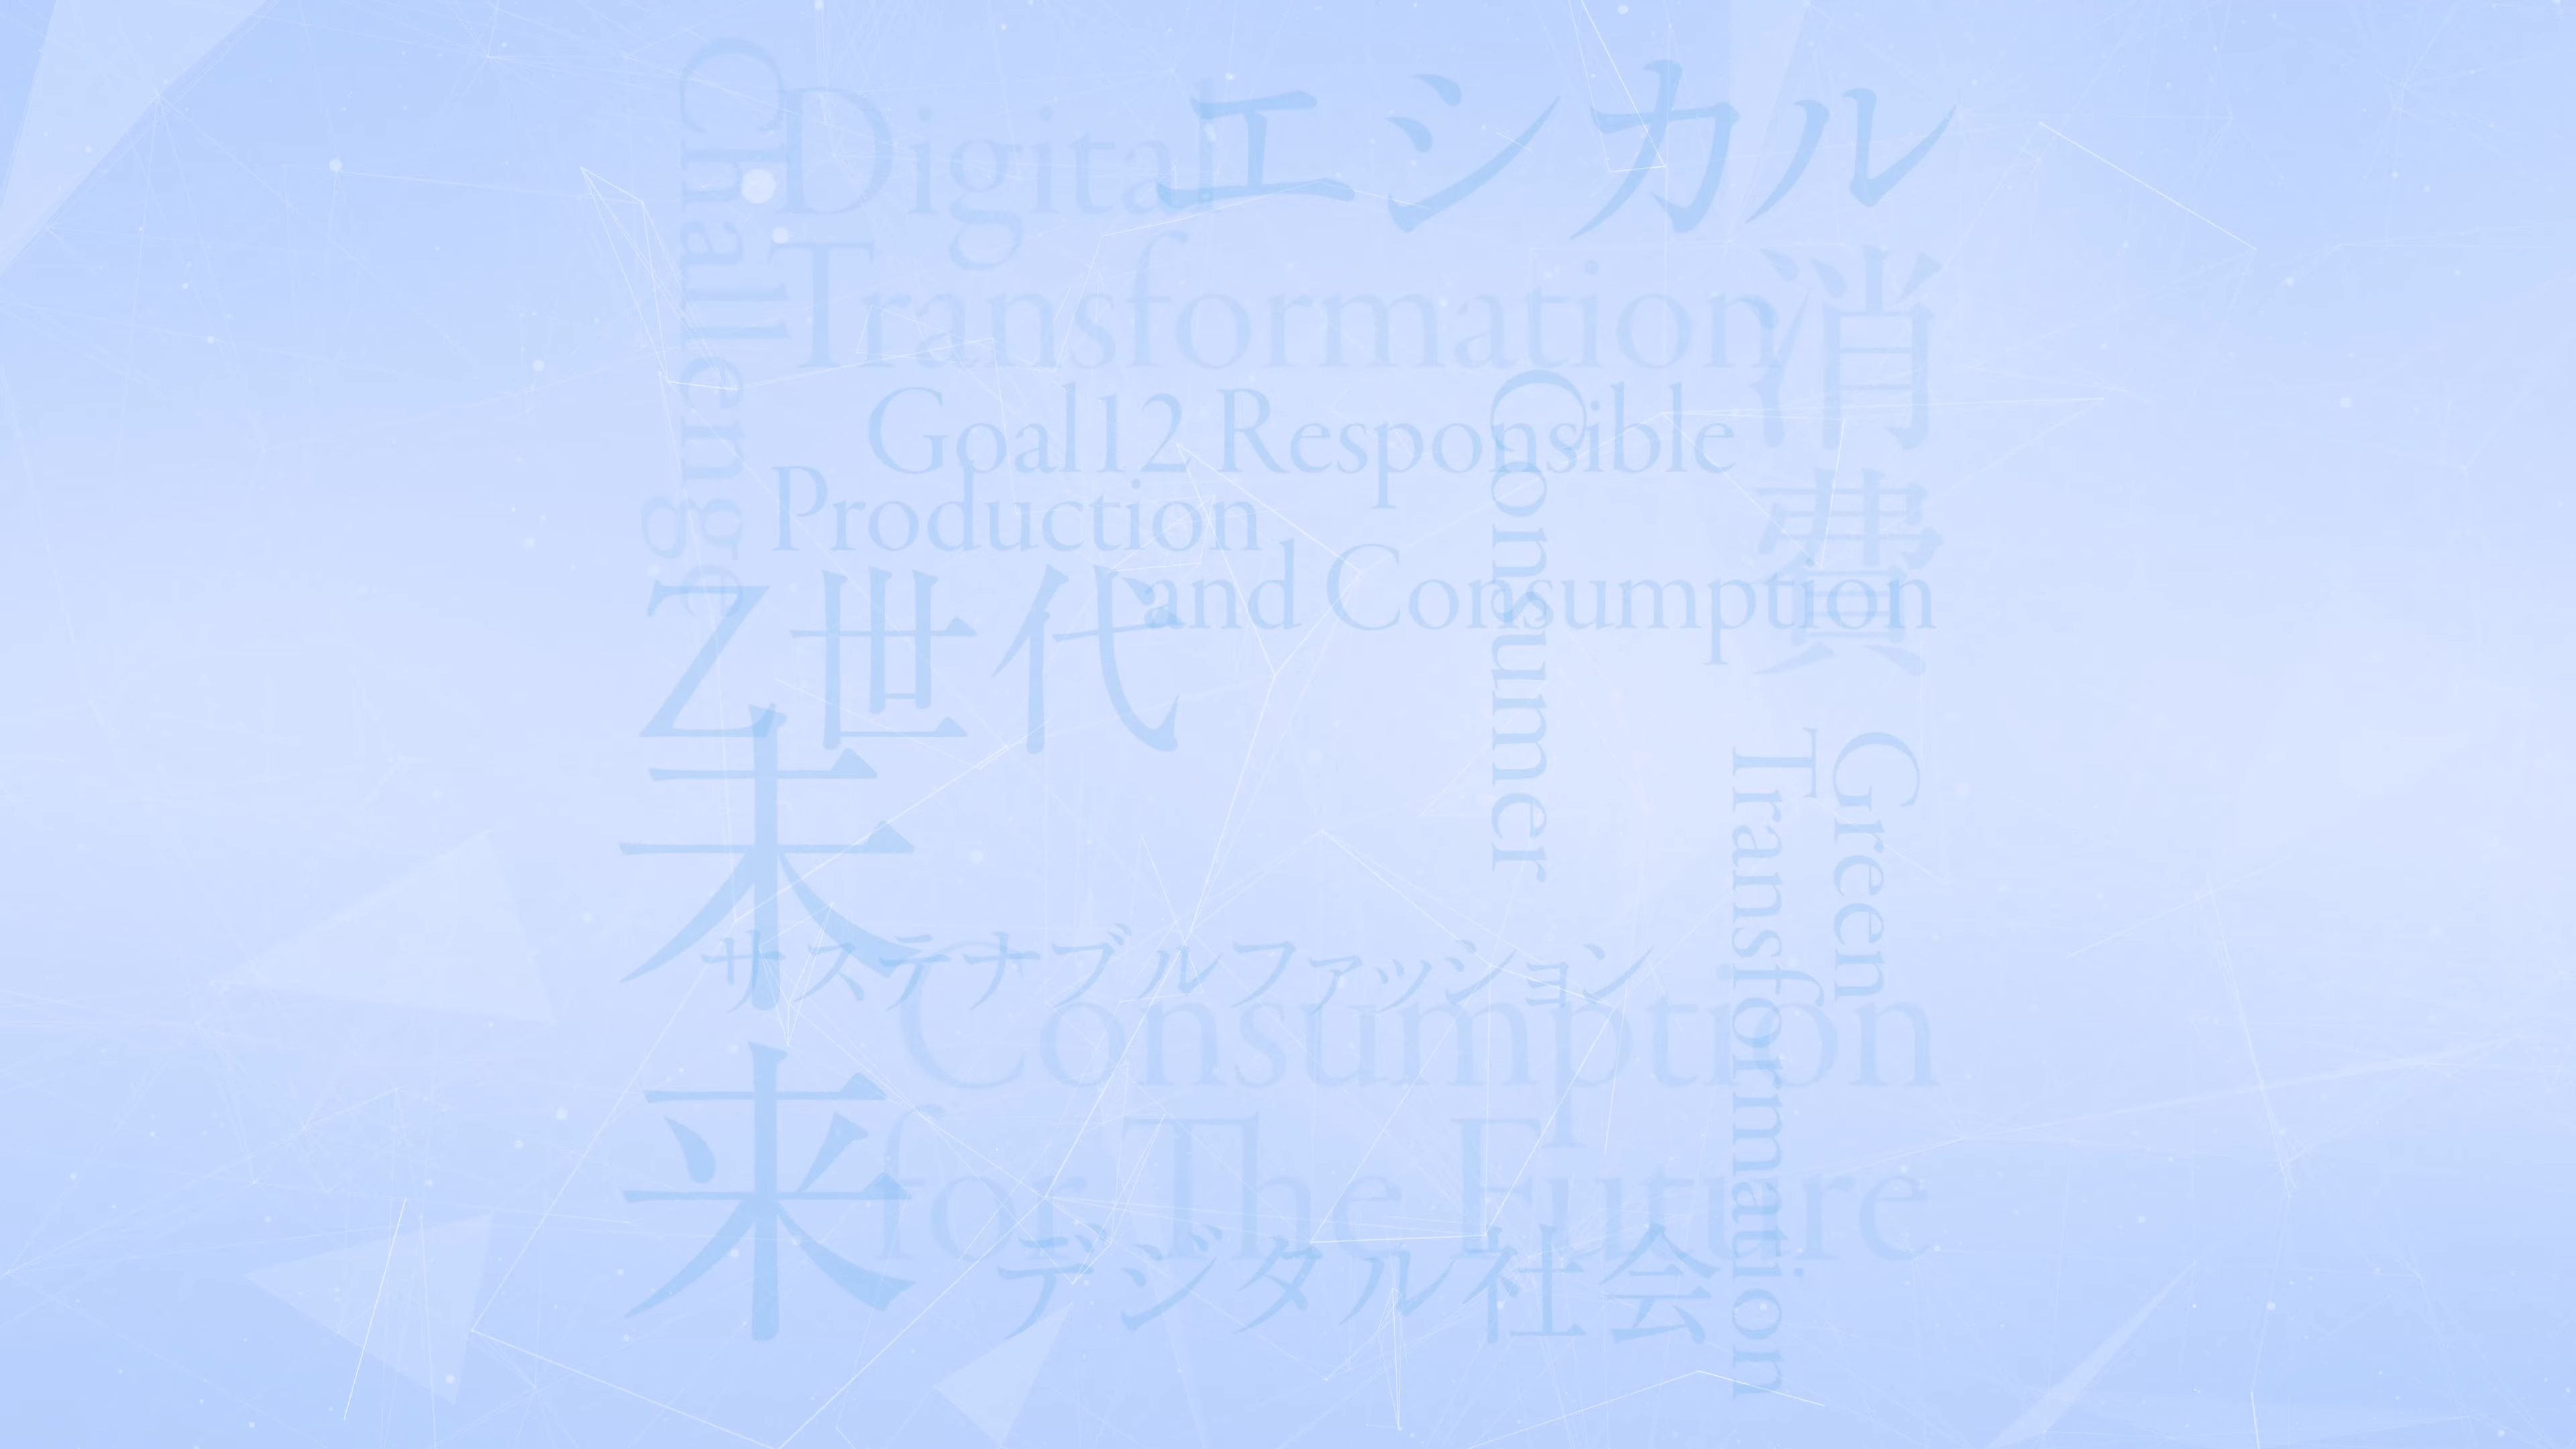 Challenge
Digital
エシカル
Transformation
消費
Goal12 Responsible
Production
and Consumption
Consumer
Z世代
未来
Green
Transformation
サステナブルファッション
Consumption
for The Future
デジタル社会